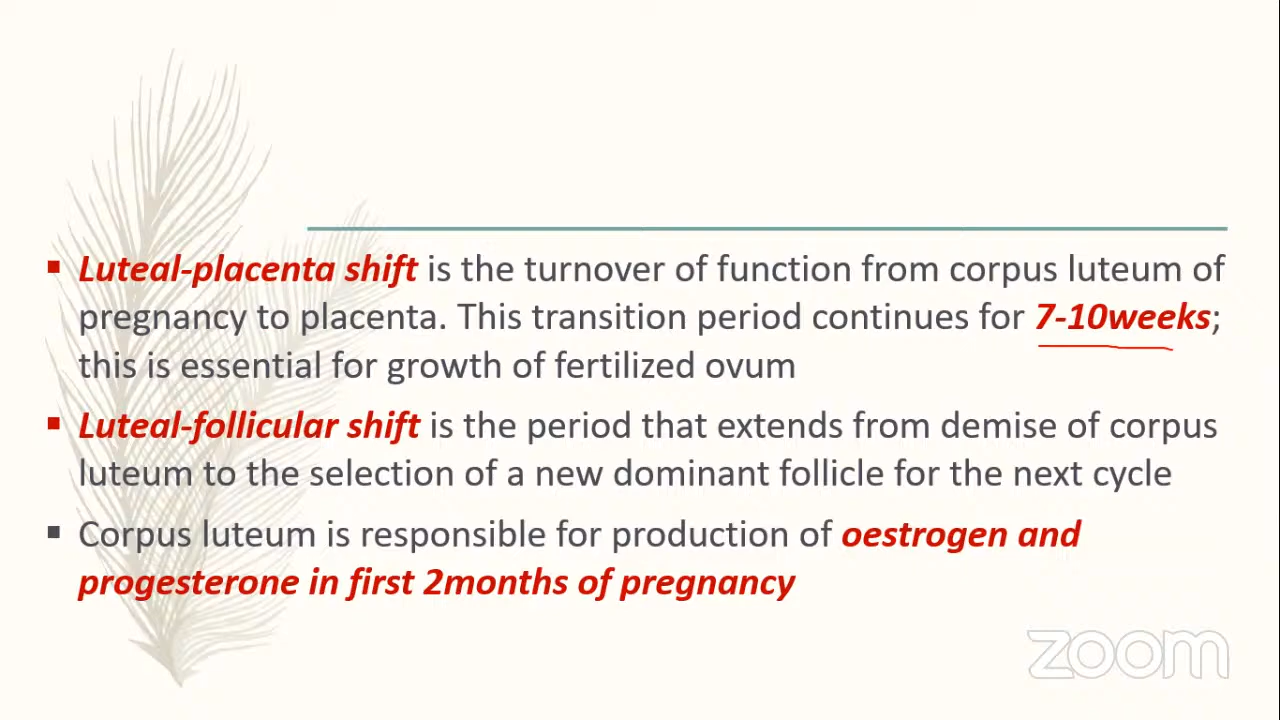 ▪ Luteal-placenta shift is the turnover of function from corpus luteum of
pregnancy to placenta. This transition period continues for 7-10weeks;
this is essential for growth of fertilized ovum
▪ Luteal-follicular shift is the period that extends from demise of corpus
luteum to the selection of a new dominant follicle for the next cycle
▪ Corpus luteum is responsible for production of oestrogen and
progesterone in first 2months of pregnancy
zoom